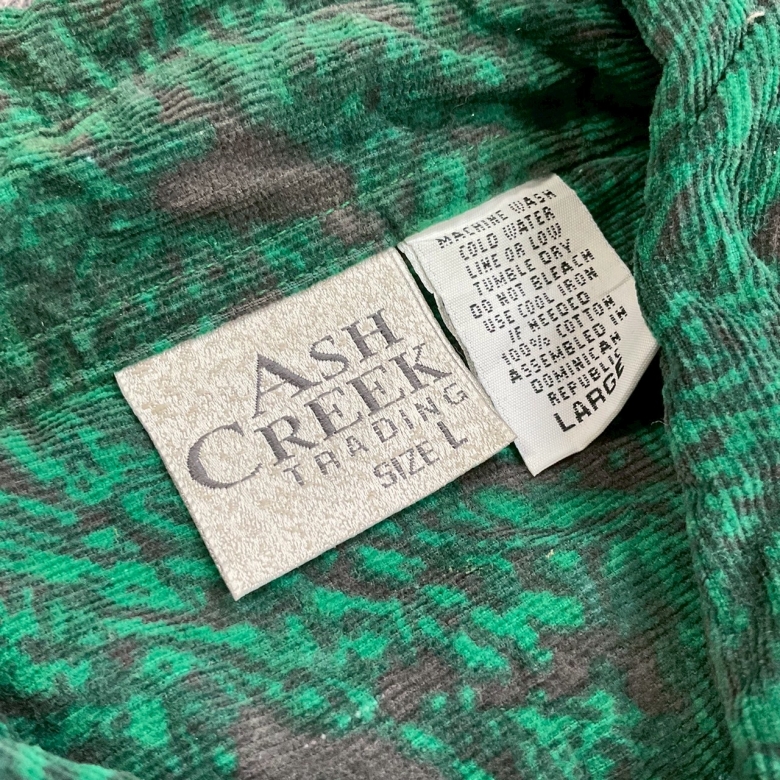 ASH
CREEK
TRADING
SIZE L
MACHINE WASH
COLD WATER
LINE OR LOW
TUMBLE DRY
DO NOT BLEACH
USE COOL IRON
IF NEEDED
100% COTTON
ASSEMBLED IN
DOMINICAN
REPUBLIC
LARGE